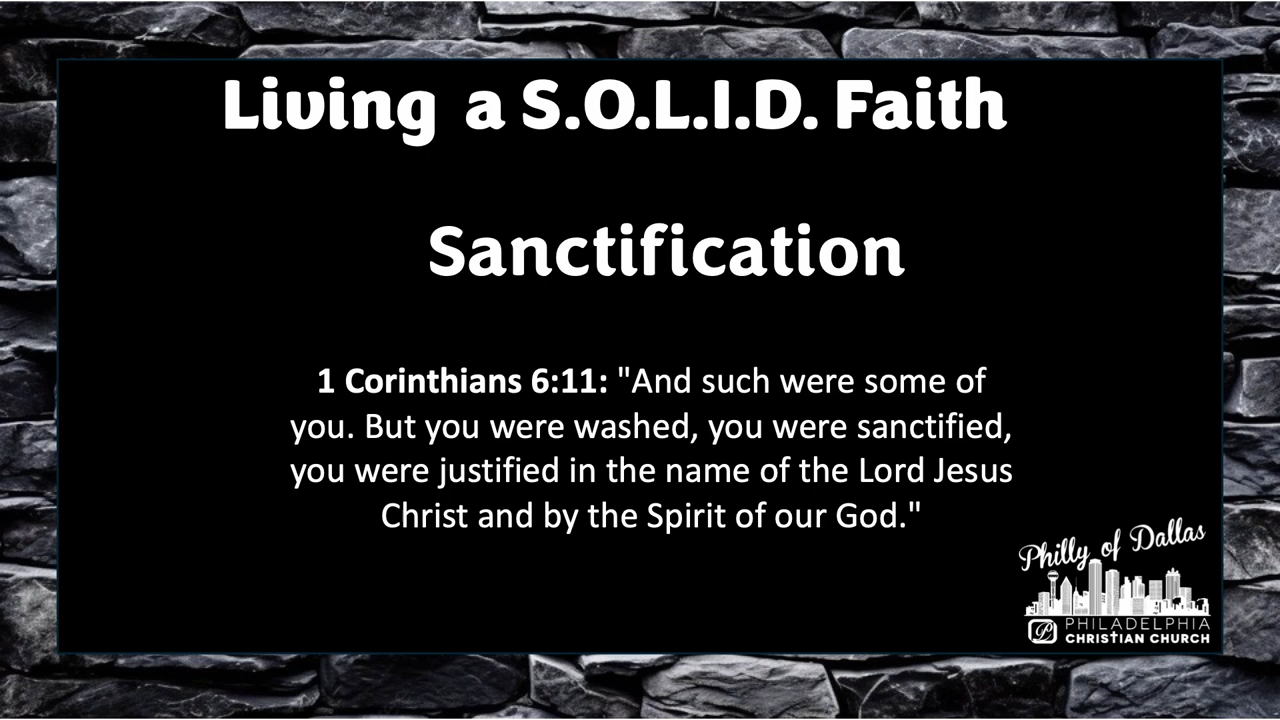 Living a S.O.L.I.D. Faith
Sanctification
1 Corinthians 6:11: "And such were some of
you. But you were washed, you were sanctified,
you were justified in the name of the Lord Jesus
Christ and by the Spirit of our God."
Philly of Dallas
P PHILADELPHIA
CHRISTIAN CHURCH